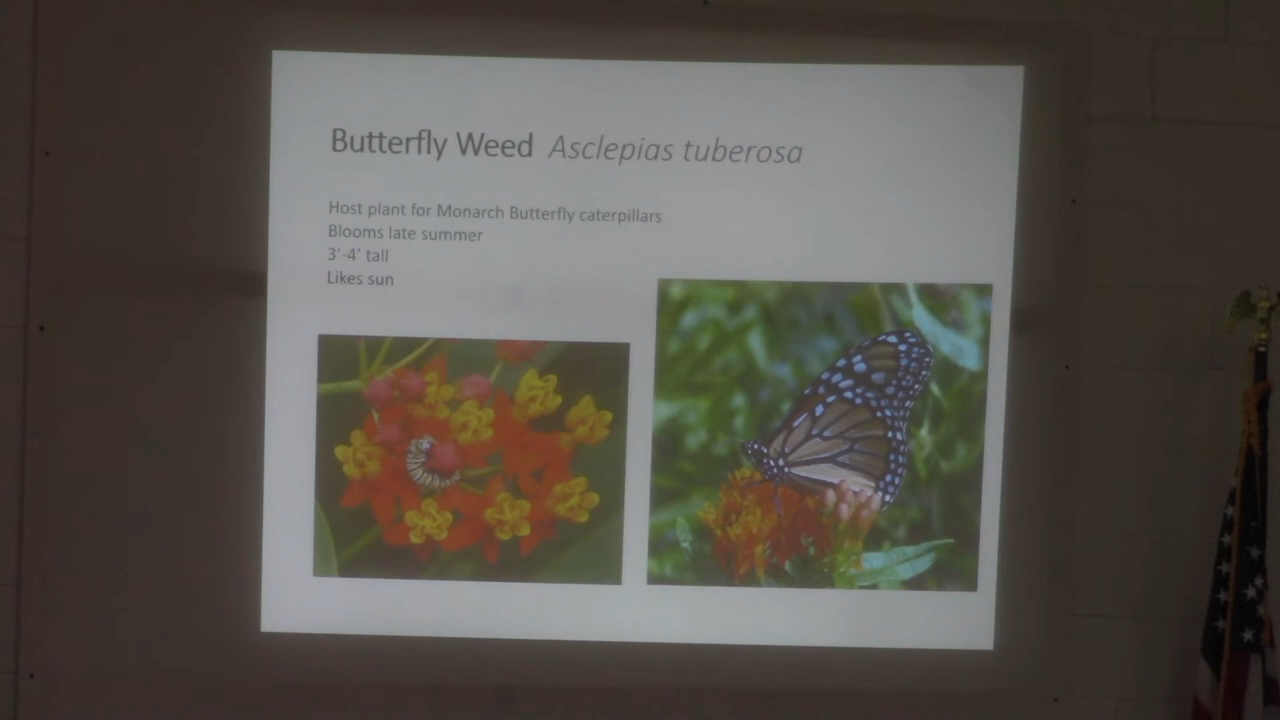 Butterfly Weed Asclepias tuberosa
Host plant for Monarch Butterfly caterpillars
Blooms late summer
3’-4’ tall
Likes sun